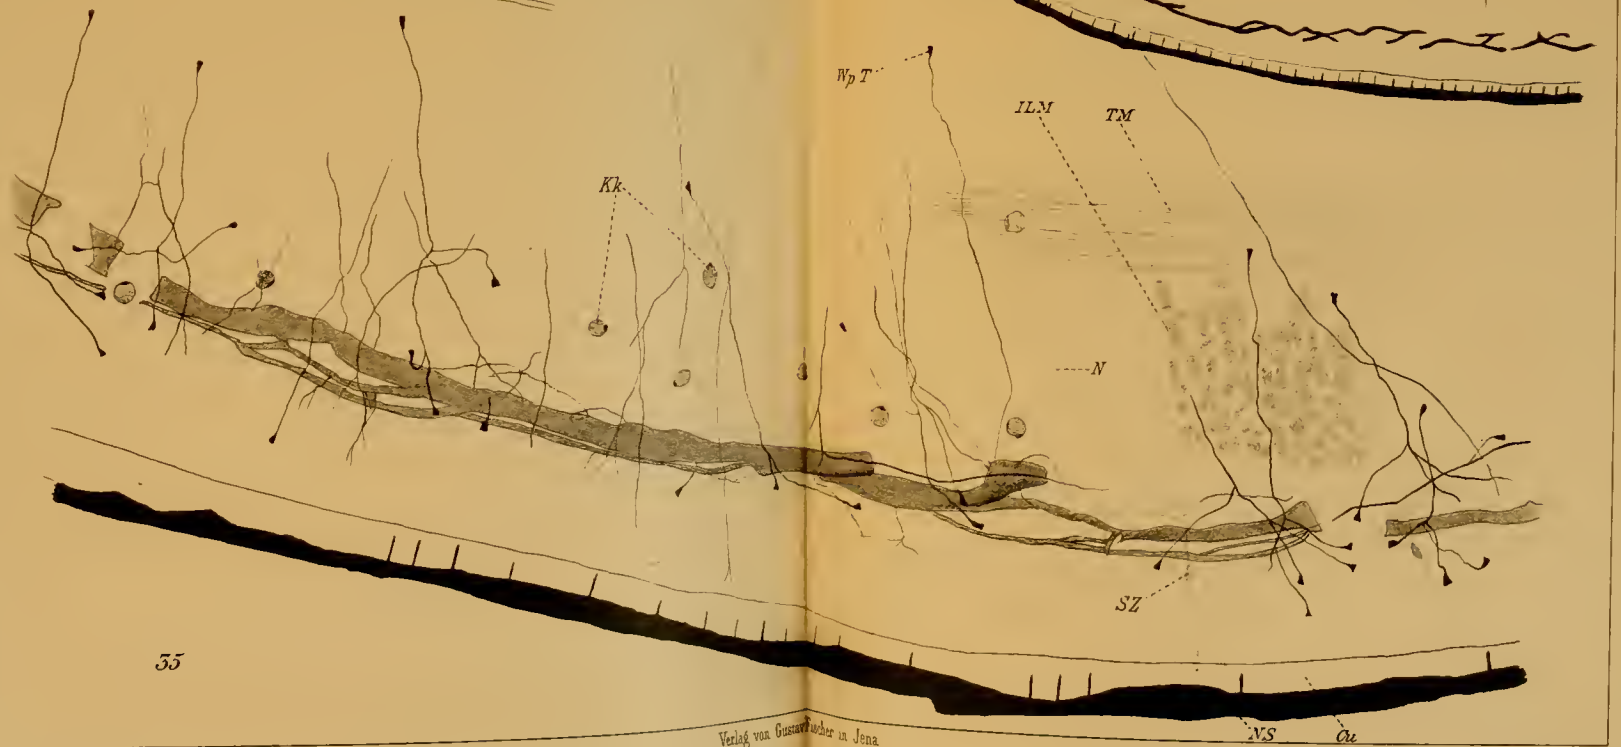 Wp T
ILM
TM
Kk
N
SZ
35
NS
Cu
Verlag von Gustav Fischer in Jena